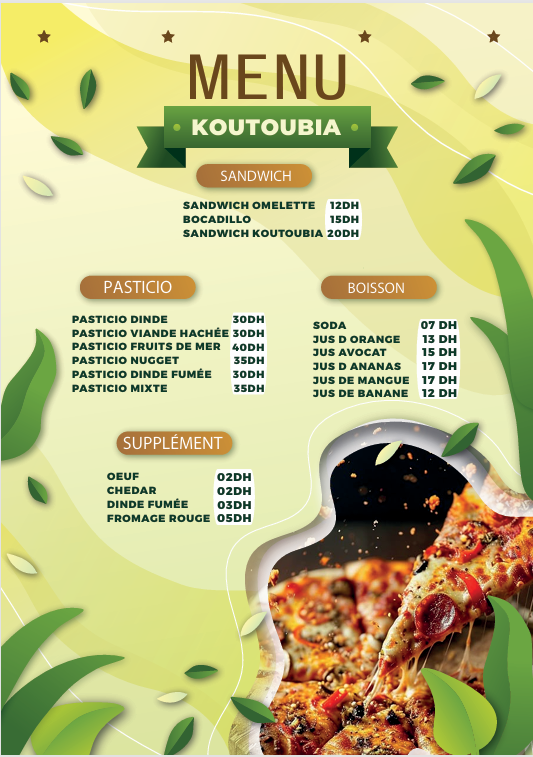 MENU
KOUTOUBIA
SANDWICH
SANDWICH OMELETTE 12DH
BOCADILLO 15DH
SANDWICH KOUTOUBIA 20DH
PASTICIO
PASTICIO DINDE 30DH
PASTICIO VIANDE HACHÉE 30DH
PASTICIO FRUITS DE MER 40DH
PASTICIO NUGGET 35DH
PASTICIO DINDE FUMÉE 30DH
PASTICIO MIXTE 35DH
BOISSON
SODA 07 DH
JUS D ORANGE 13 DH
JUS AVOCAT 15 DH
JUS D ANANAS 17 DH
JUS DE MANGUE 17 DH
JUS DE BANANE 12 DH
SUPPLÉMENT
OEUF 02DH
CHEDAR 02DH
DINDE FUMÉE 03DH
FROMAGE ROUGE 05DH